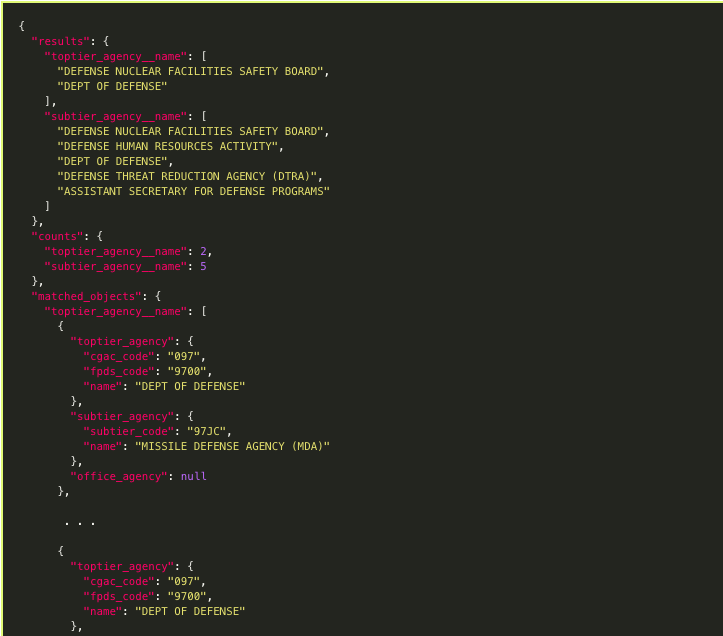 {
  "results": {
    "toptier_agency__name": [
      "DEFENSE NUCLEAR FACILITIES SAFETY BOARD",
      "DEPT OF DEFENSE"
    ],
    "subtier_agency__name": [
      "DEFENSE NUCLEAR FACILITIES SAFETY BOARD",
      "DEFENSE HUMAN RESOURCES ACTIVITY",
      "DEPT OF DEFENSE",
      "DEFENSE THREAT REDUCTION AGENCY (DTRA)",
      "ASSISTANT SECRETARY FOR DEFENSE PROGRAMS"
    ]
  },
  "counts": {
    "toptier_agency__name": 2,
    "subtier_agency__name": 5
  },
  "matched_objects": {
    "toptier_agency__name": [
      {
        "toptier_agency": {
          "cgac_code": "097",
          "fpds_code": "9700",
          "name": "DEPT OF DEFENSE"
        },
        "subtier_agency": {
          "subtier_code": "97JC",
          "name": "MISSILE DEFENSE AGENCY (MDA)"
        },
        "office_agency": null
      },
       . . .
      {
        "toptier_agency": {
          "cgac_code": "097",
          "fpds_code": "9700",
          "name": "DEPT OF DEFENSE"
        },